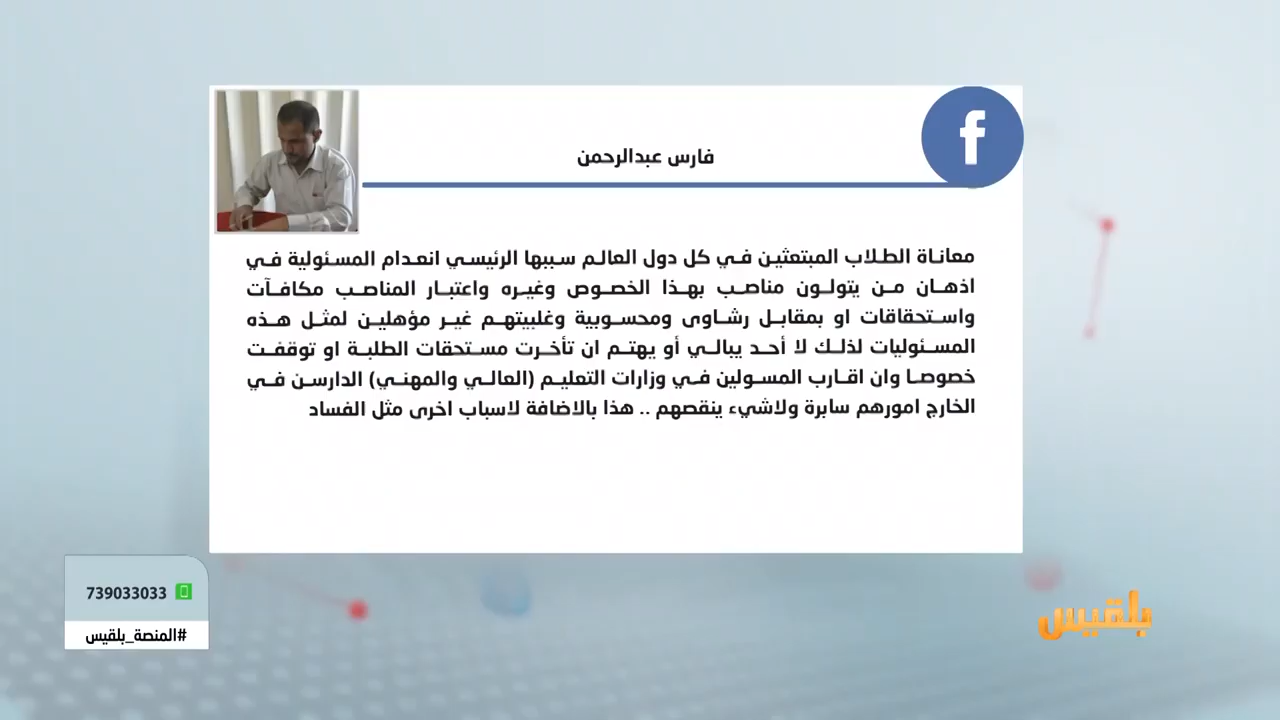 f
فارس عبدالرحمن
معاناة الطلاب المبتعثين في كل دول العالم سببها الرئيسي انعدام المسئولية في
اذهان من يتولون مناصب بهذا الخصوص وغيره واعتبار المناصب مكافآت
واستحقاقات او بمقابل رشاوى ومحسوبية وغلبيتهم غير مؤهلين لمثل هذه
المسئوليات لذلك لا أحد يبالي أو يهتم ان تأخرت مستحقات الطلبة او توقفت
خصوصا وان اقارب المسولين في وزارات التعليم (العالي والمهني) الدارسن في
الخارج امورهم سابرة ولاشيء ينقصهم .. هذا بالاضافة لاسباب اخرى مثل الفساد
739033033
#المنصة_بلقيس
بلقيس